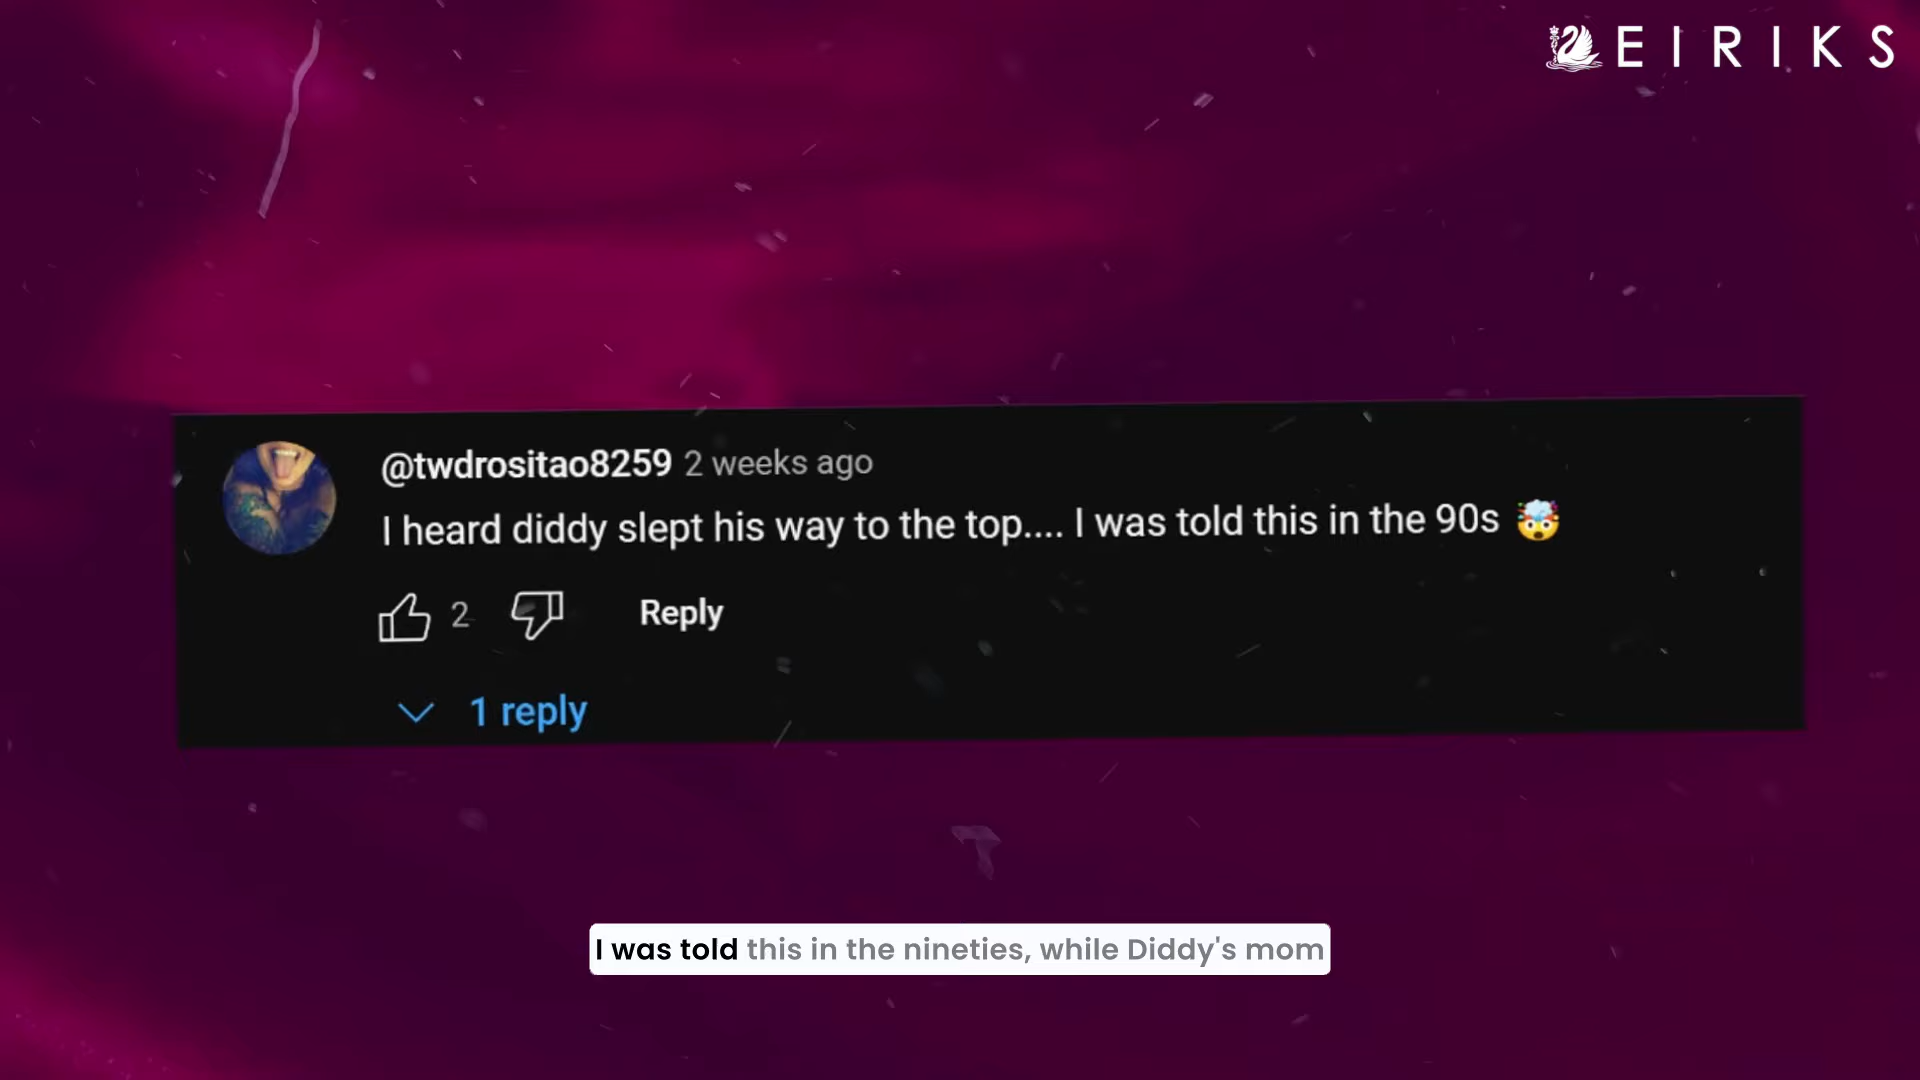 EIRIKS
@twdrositao8259 2 weeks ago
I heard diddy slept his way to the top.... I was told this in the 90s 🤯
2 Reply
1 reply
I was told this in the nineties, while Diddy's mom